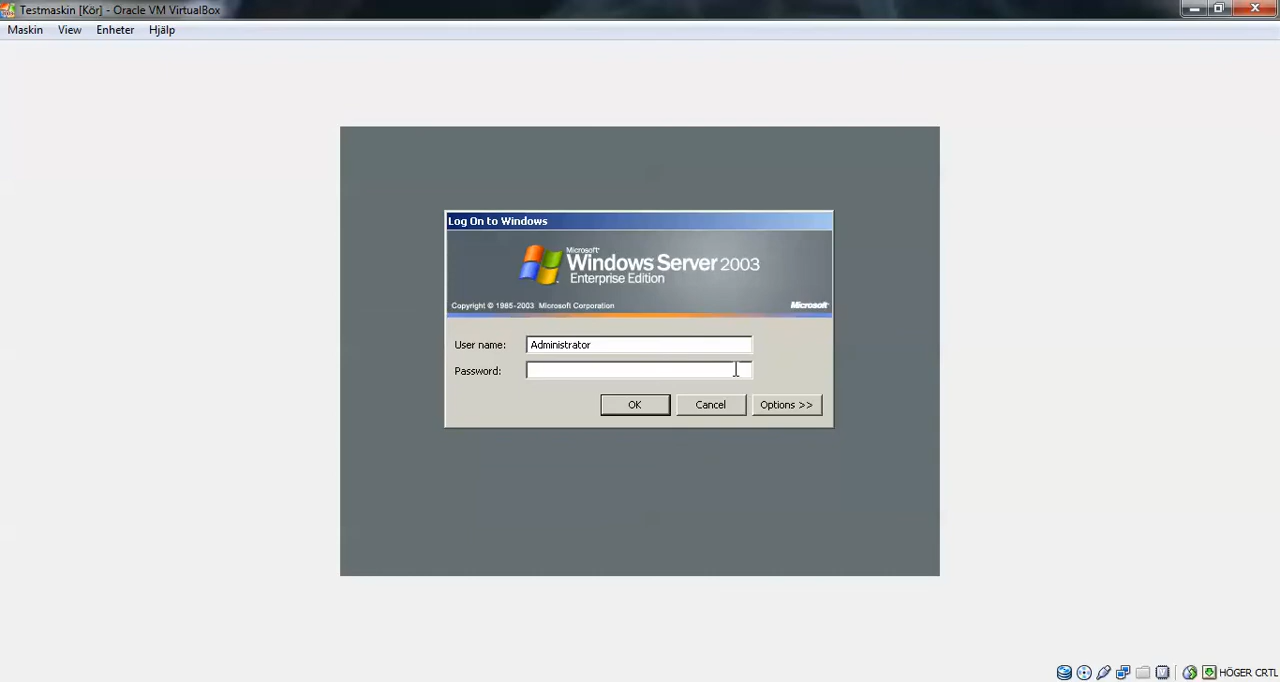 Testmaskin [Kör] - Oracle VM VirtualBox
Maskin View Enheter Hjälp
Log On to Windows
Microsoft
Windows Server 2003
Enterprise Edition
Copyright © 1985-2003 Microsoft Corporation Microsoft
User name: Administrator
Password:
OK Cancel Options >>
HÖGER CRTL